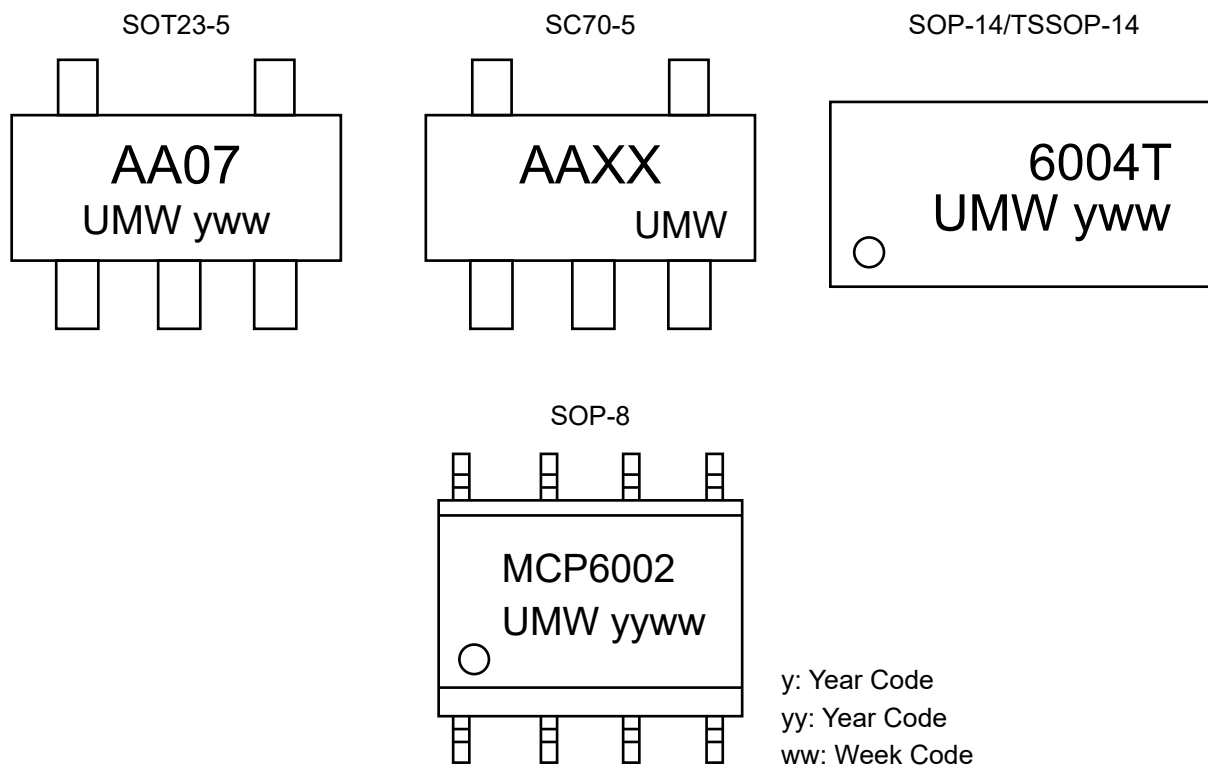 SOT23-5
AA07
UMW yww
SC70-5
AAXX
UMW
SOP-14/TSSOP-14
6004T
UMW yww
SOP-8
MCP6002
UMW yyww
y: Year Code
yy: Year Code
ww: Week Code